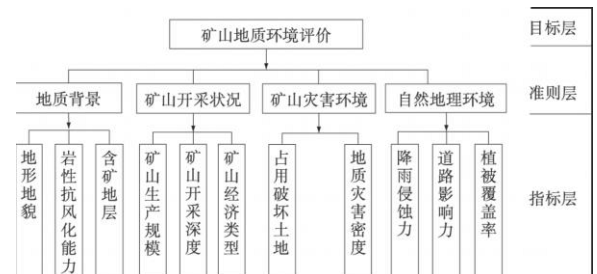 矿山地质环境评价
目标层
地质背景
矿山开采状况
矿山灾害环境
自然地理环境
准则层
地形地貌
岩性抗风化能力
含矿地层
矿山生产规模
矿山开采深度
矿山经济类型
占用破坏土地
地质灾害密度
降雨侵蚀力
道路影响力
植被覆盖率
指标层